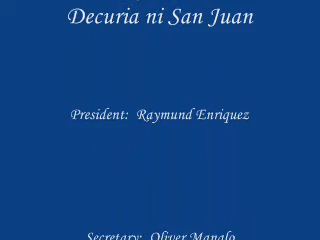 Decuria ni San Juan
President:  Raymund Enriquez
Secretary:  Oliver Manalo